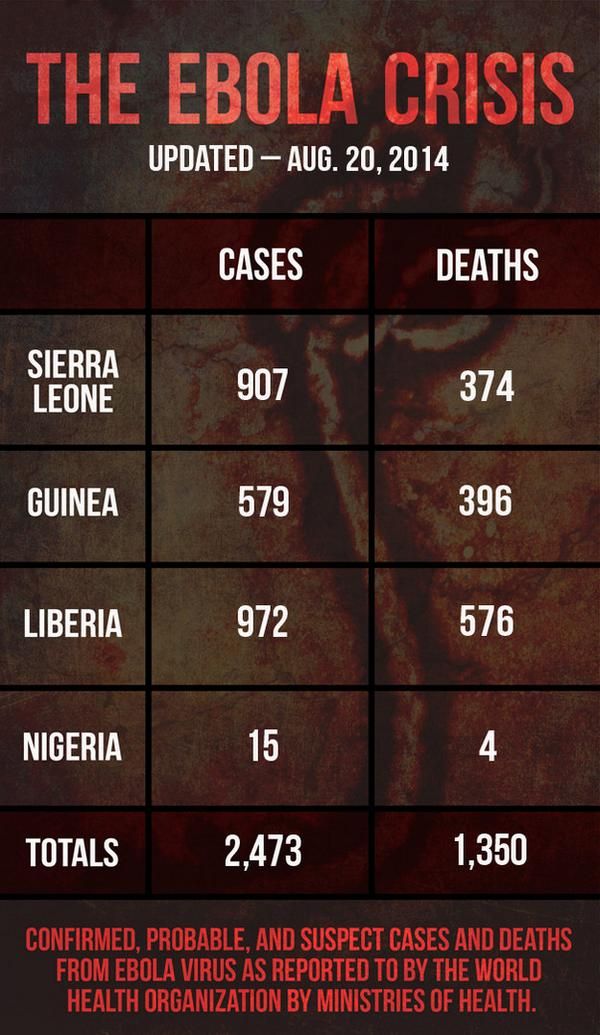 THE EBOLA CRISIS
UPDATED — AUG. 20, 2014
CASES DEATHS
SIERRA
LEONE 907 374
GUINEA 579 396
LIBERIA 972 576
NIGERIA 15 4
TOTALS 2,473 1,350
CONFIRMED, PROBABLE, AND SUSPECT CASES AND DEATHS
FROM EBOLA VIRUS AS REPORTED TO BY THE WORLD
HEALTH ORGANIZATION BY MINISTRIES OF HEALTH.